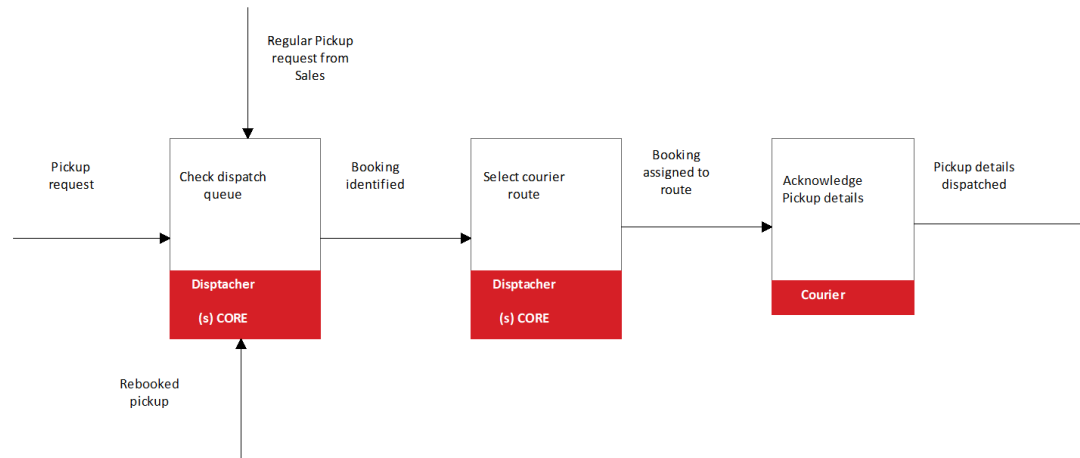 Regular Pickup
request from
Sales
Pickup
request
Check dispatch
queue
Disptacher
(s) CORE
Rebooked
pickup
Booking
identified
Select courier
route
Disptacher
(s) CORE
Booking
assigned to
route
Acknowledge
Pickup details
Courier
Pickup details
dispatched